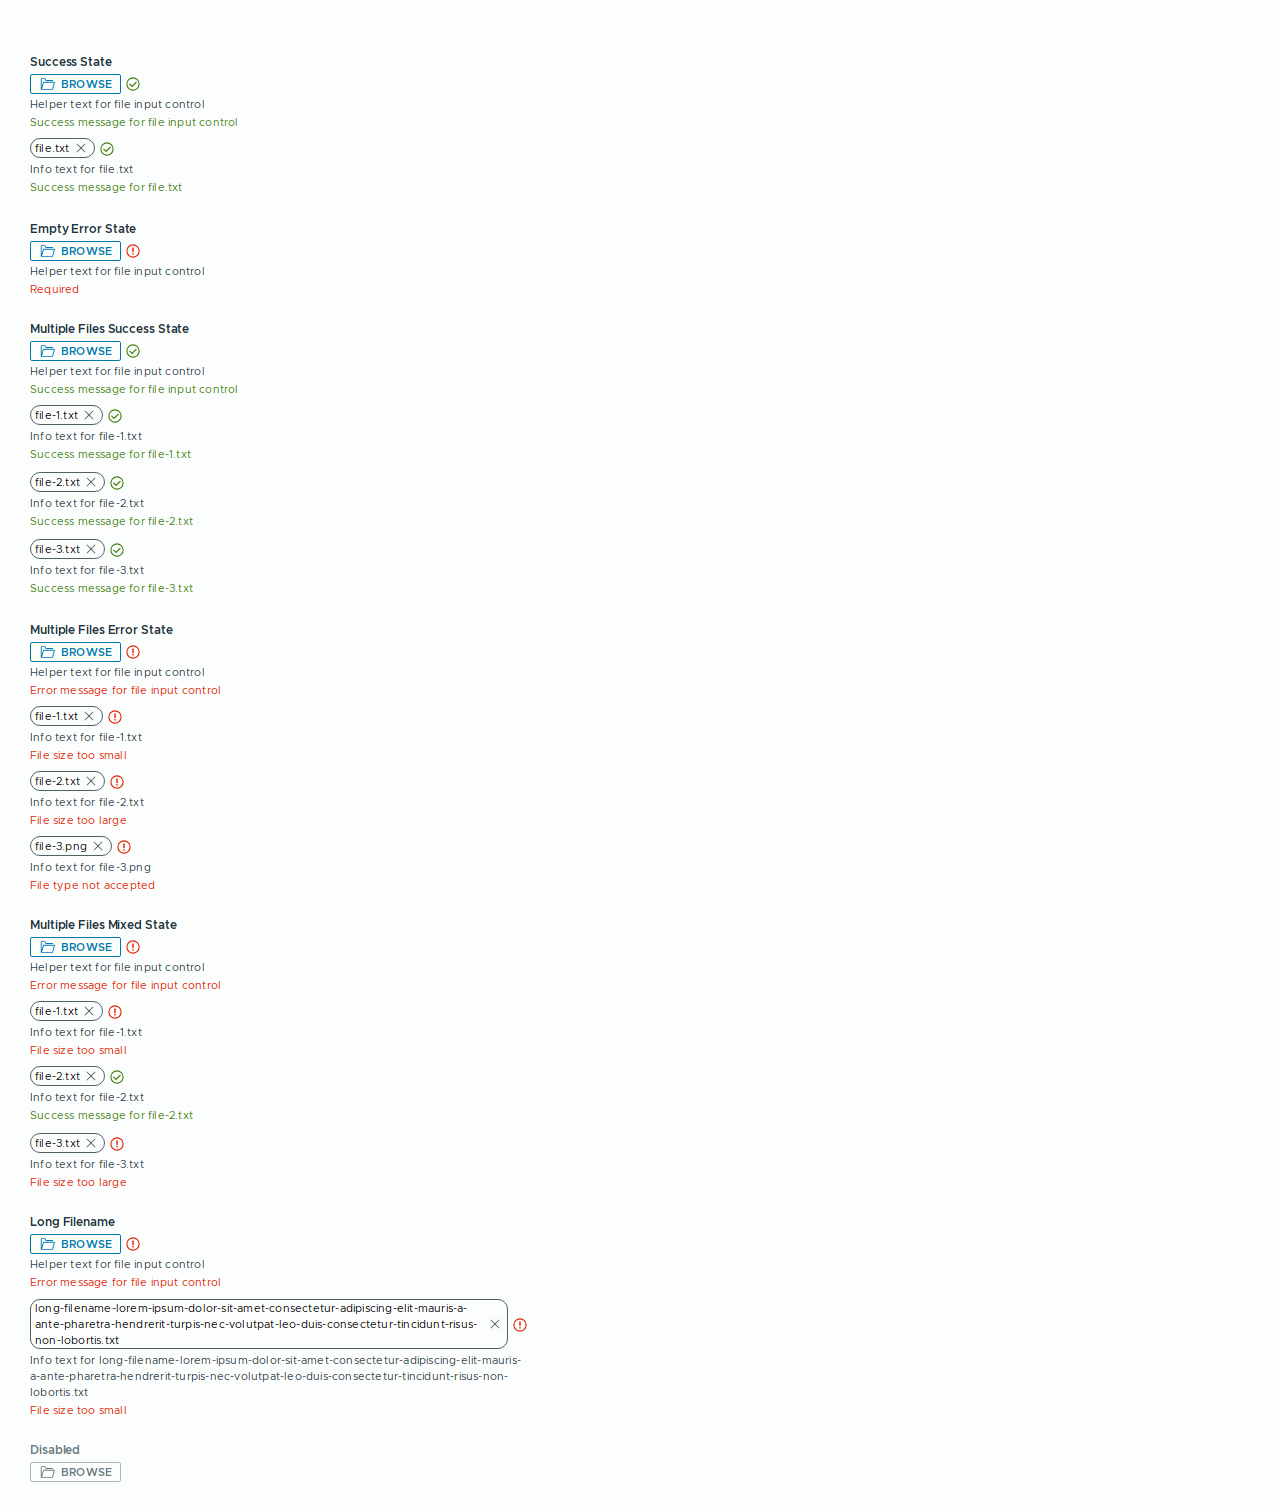 Success State
BROWSE
Helper text for file input control
Success message for file input control
file.txt
Info text for file.txt
Success message for file.txt
Empty Error State
BROWSE
Helper text for file input control
Required
Multiple Files Success State
BROWSE
Helper text for file input control
Success message for file input control
file-1.txt
Info text for file-1.txt
Success message for file-1.txt
file-2.txt
Info text for file-2.txt
Success message for file-2.txt
file-3.txt
Info text for file-3.txt
Success message for file-3.txt
Multiple Files Error State
BROWSE
Helper text for file input control
Error message for file input control
file-1.txt
Info text for file-1.txt
File size too small
file-2.txt
Info text for file-2.txt
File size too large
file-3.png
Info text for file-3.png
File type not accepted
Multiple Files Mixed State
BROWSE
Helper text for file input control
Error message for file input control
file-1.txt
Info text for file-1.txt
File size too small
file-2.txt
Info text for file-2.txt
Success message for file-2.txt
file-3.txt
Info text for file-3.txt
File size too large
Long Filename
BROWSE
Helper text for file input control
Error message for file input control
long-filename-lorem-ipsum-dolor-sit-amet-consectetur-adipiscing-elit-mauris-a-
ante-pharetra-hendrerit-turpis-nec-volutpat-leo-duis-consectetur-tincidunt-risus-
non-lobortis.txt
Info text for long-filename-lorem-ipsum-dolor-sit-amet-consectetur-adipiscing-elit-mauris-
a-ante-pharetra-hendrerit-turpis-nec-volutpat-leo-duis-consectetur-tincidunt-risus-non-
lobortis.txt
File size too small
Disabled
BROWSE